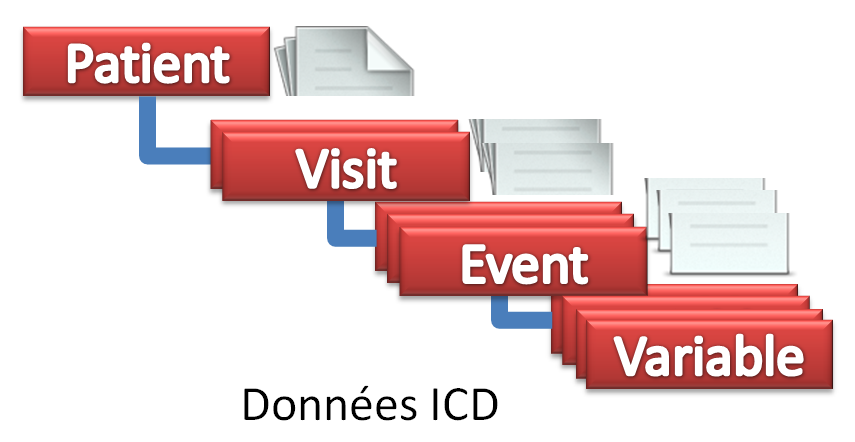 Patient
Visit
Event
Variable
Données ICD